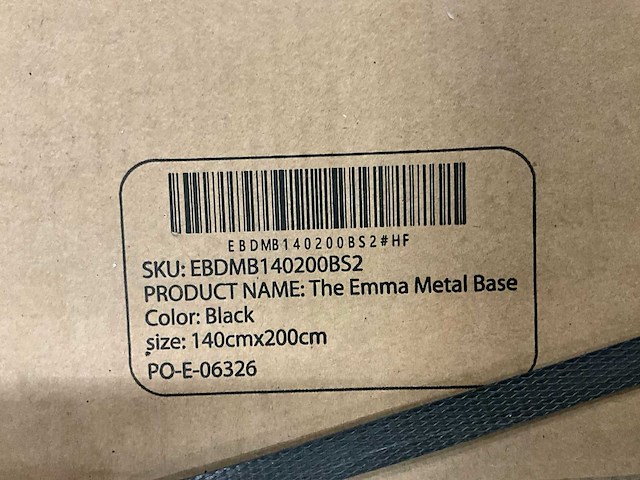 EBDMB140200BS2#HF
SKU: EBDMB140200BS2
PRODUCT NAME: The Emma Metal Base
Color: Black
size: 140cmx200cm
PO-E-06326